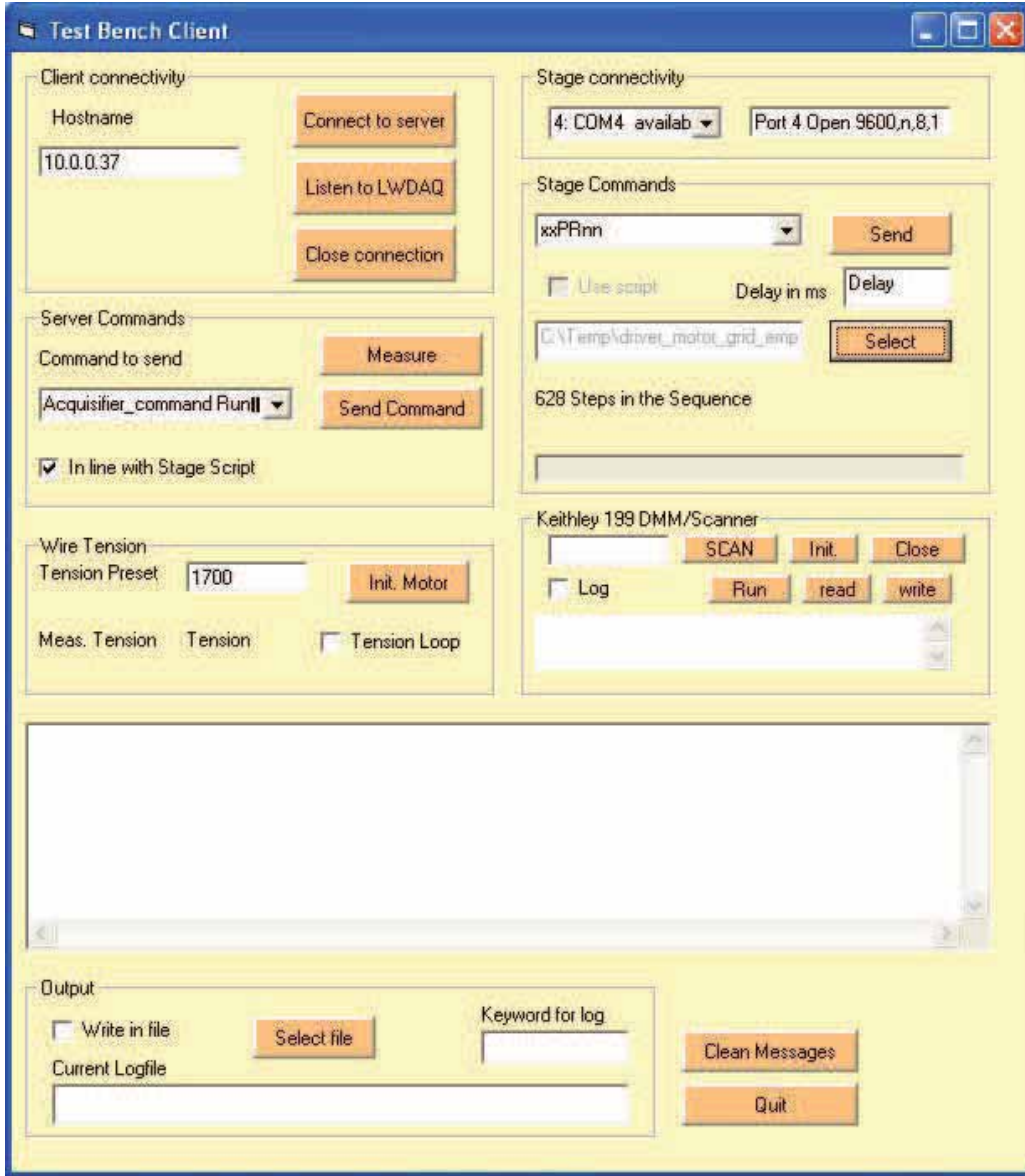 Test Bench Client
Client connectivity
Hostname
10.0.0.37
Connect to server
Listen to LWDAQ
Close connection
Stage connectivity
4: COM4 availab
Port 4 Open 9600,n,8,1
Stage Commands
xxPRnn
Send
Use script
Delay in ms
Delay
C:\Temp\driver_motor_grid_emp
Select
628 Steps in the Sequence
Server Commands
Command to send
Measure
Acquisifier_command Run
Send Command
In line with Stage Script
Wire Tension
Tension Preset
1700
Init. Motor
Meas. Tension
Tension
Tension Loop
Keithley 199 DMM/Scanner
SCAN
Init.
Close
Log
Run
read
write
Output
Write in file
Select file
Keyword for log
Current Logfile
Clean Messages
Quit